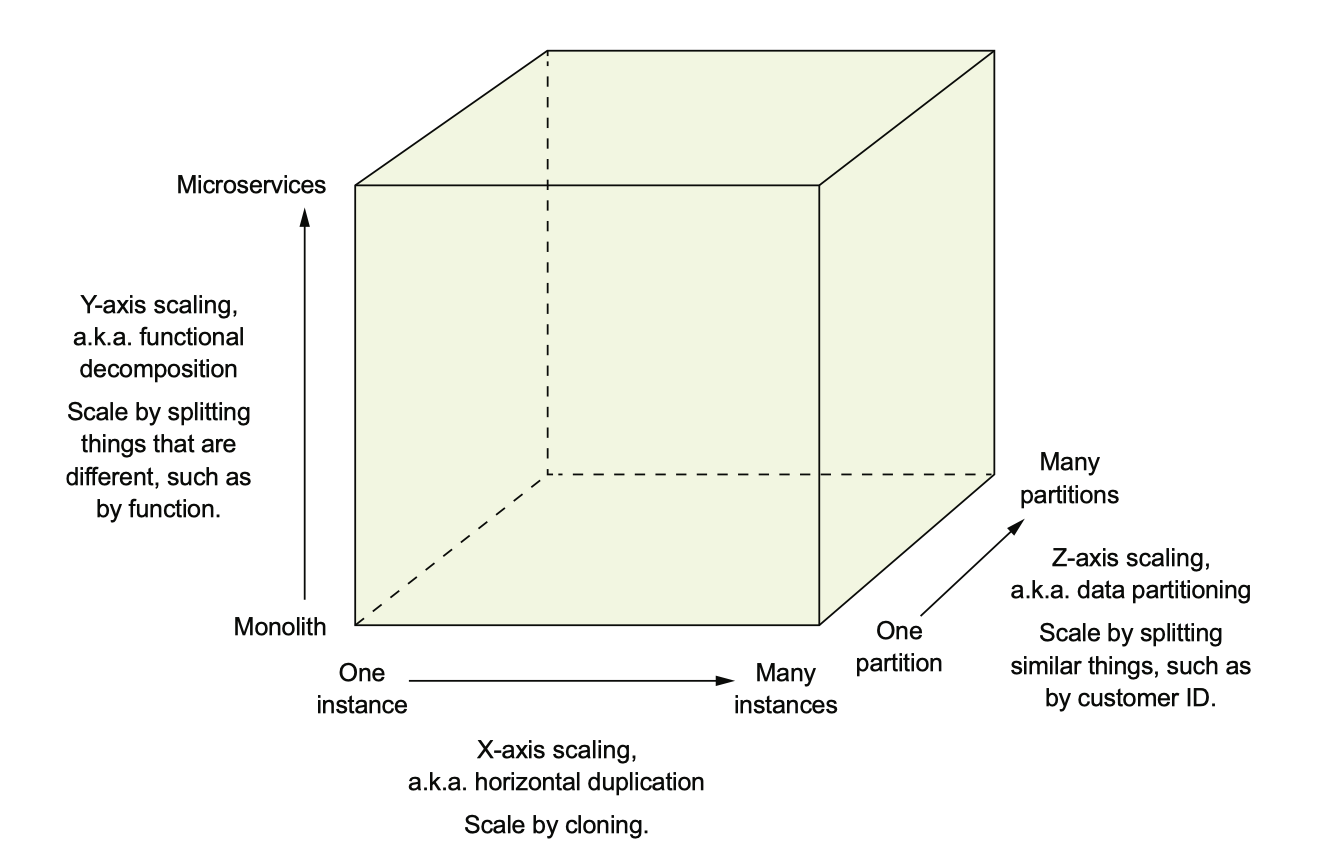 Microservices
Y-axis scaling,
a.k.a. functional
decomposition
Scale by splitting
things that are
different, such as
by function.
Monolith
One
instance
Many
instances
X-axis scaling,
a.k.a. horizontal duplication
Scale by cloning.
One
partition
Many
partitions
Z-axis scaling,
a.k.a. data partitioning
Scale by splitting
similar things, such as
by customer ID.